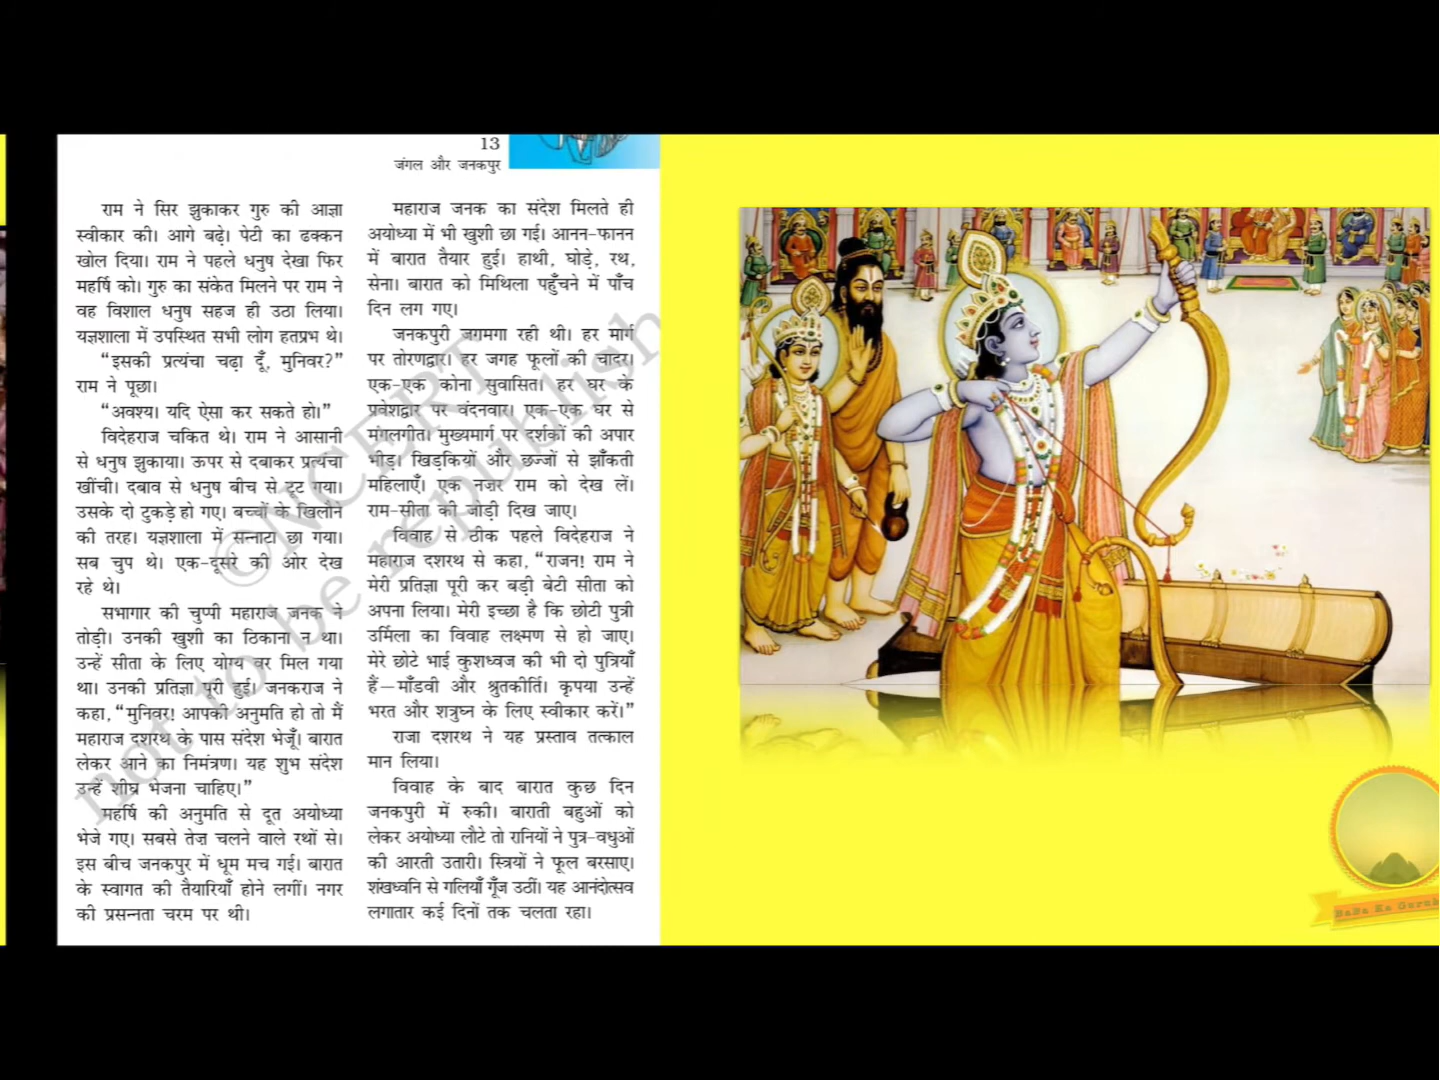 13
जंगल और जनकपुर
राम ने सिर झुकाकर गुरु की आज्ञा
स्वीकार की। आगे बढ़े। पेटी का ढक्कन
खोल दिया। राम ने पहले धनुष देखा फिर
महर्षि को। गुरु का संकेत मिलने पर राम ने
वह विशाल धनुष सहज ही उठा लिया।
यज्ञशाला में उपस्थित सभी लोग हतप्रभ थे।
“इसकी प्रत्यंचा चढ़ा दूँ, मुनिवर?”
राम ने पूछा।
“अवश्य। यदि ऐसा कर सकते हो।”
विदेहराज चकित थे। राम ने आसानी
से धनुष झुकाया। ऊपर से दबाकर प्रत्यंचा
खींची। दबाव से धनुष बीच से टूट गया।
उसके दो टुकड़े हो गए। बच्चों के खिलौने
की तरह। यज्ञशाला में सन्नाटा छा गया।
सब चुप थे। एक-दूसरे की ओर देख
रहे थे।
सभागार की चुप्पी महाराज जनक ने
तोड़ी। उनकी खुशी का ठिकाना न था।
उन्हें सीता के लिए योग्य वर मिल गया
था। उनकी प्रतिज्ञा पूरी हुई। जनकराज ने
कहा, “मुनिवर! आपकी अनुमति हो तो मैं
महाराज दशरथ के पास संदेश भेजूँ। बारात
लेकर आने का निमंत्रण। यह शुभ संदेश
उन्हें शीघ्र भेजना चाहिए।”
महर्षि की अनुमति से दूत अयोध्या
भेजे गए। सबसे तेज़ चलने वाले रथों से।
इस बीच जनकपुर में धूम मच गई। बारात
के स्वागत की तैयारियाँ होने लगीं। नगर
की प्रसन्नता चरम पर थी।
महाराज जनक का संदेश मिलते ही
अयोध्या में भी खुशी छा गई। आनन-फानन
में बारात तैयार हुई। हाथी, घोड़े, रथ,
सेना। बारात को मिथिला पहुँचने में पाँच
दिन लग गए।
जनकपुरी जगमगा रही थी। हर मार्ग
पर तोरणद्वार। हर जगह फूलों की चादर।
एक-एक कोना सुवासित। हर घर के
प्रवेशद्वार पर वंदनवार। एक-एक घर से
मंगलगीत। मुख्यमार्ग पर दर्शकों की अपार
भीड़। खिड़कियों और छज्जों से झाँकती
महिलाएँ। एक नज़र राम को देख लें।
राम-सीता की जोड़ी दिख जाए।
विवाह से ठीक पहले विदेहराज ने
महाराज दशरथ से कहा, “राजन! राम ने
मेरी प्रतिज्ञा पूरी कर बड़ी बेटी सीता को
अपना लिया। मेरी इच्छा है कि छोटी पुत्री
उर्मिला का विवाह लक्ष्मण से हो जाए।
मेरे छोटे भाई कुशध्वज की भी दो पुत्रियाँ
हैं—माँडवी और श्रुतकीर्ति। कृपया उन्हें
भरत और शत्रुघ्न के लिए स्वीकार करें।”
राजा दशरथ ने यह प्रस्ताव तत्काल
मान लिया।
विवाह के बाद बारात कुछ दिन
जनकपुरी में रुकी। बाराती बहुओं को
लेकर अयोध्या लौटे तो रानियों ने पुत्र-वधुओं
की आरती उतारी। स्त्रियों ने फूल बरसाए।
शंखध्वनि से गलियाँ गूँज उठीं। यह आनंदोत्सव
लगातार कई दिनों तक चलता रहा।
©NCERT
not to be republish
BaBa Ka Guruk